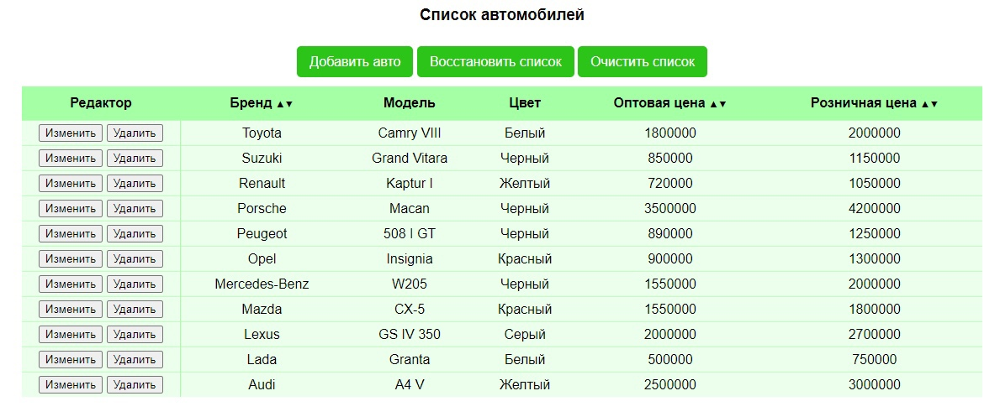 Список автомобилей
Добавить авто Восстановить список Очистить список
Редактор Бренд ▲▼ Модель Цвет Оптовая цена ▲▼ Розничная цена ▲▼
Изменить Удалить Toyota Camry VIII Белый 1800000 2000000
Изменить Удалить Suzuki Grand Vitara Черный 850000 1150000
Изменить Удалить Renault Kaptur I Желтый 720000 1050000
Изменить Удалить Porsche Macan Черный 3500000 4200000
Изменить Удалить Peugeot 508 I GT Черный 890000 1250000
Изменить Удалить Opel Insignia Красный 900000 1300000
Изменить Удалить Mercedes-Benz W205 Черный 1550000 2000000
Изменить Удалить Mazda CX-5 Красный 1550000 1800000
Изменить Удалить Lexus GS IV 350 Серый 2000000 2700000
Изменить Удалить Lada Granta Белый 500000 750000
Изменить Удалить Audi A4 V Желтый 2500000 3000000